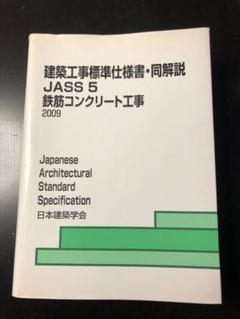 建築工事標準仕様書・同解説
JASS 5
鉄筋コンクリート工事
2009
Japanese
Architectural
Standard
Specification
日本建築学会